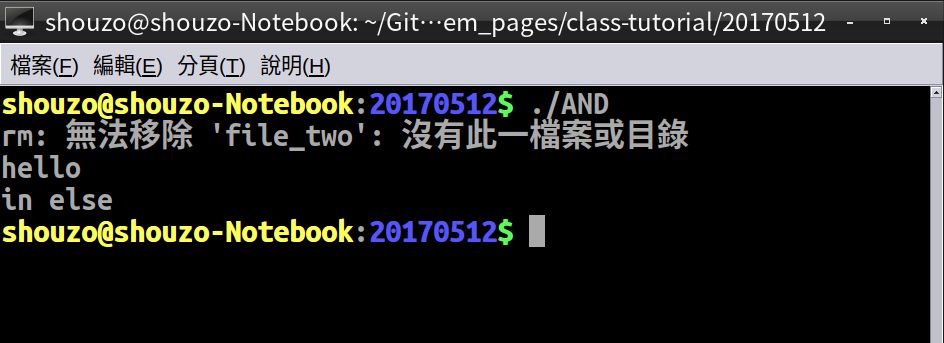 shouzo@shouzo-Notebook: ~/Git…em_pages/class-tutorial/20170512
檔案(F) 編輯(E) 分頁(T) 說明(H)
shouzo@shouzo-Notebook:20170512$ ./AND
rm: 無法移除 'file_two': 沒有此一檔案或目錄
hello
in else
shouzo@shouzo-Notebook:20170512$